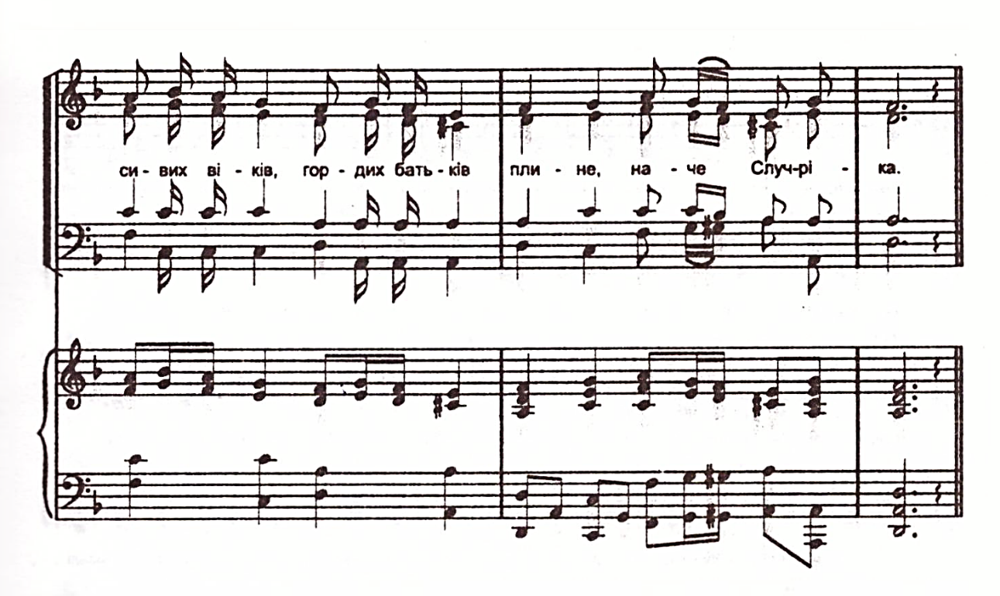 си - вих ві - ків, гор - дих бать - ків пли - не, на - че Случ-рі - ка.